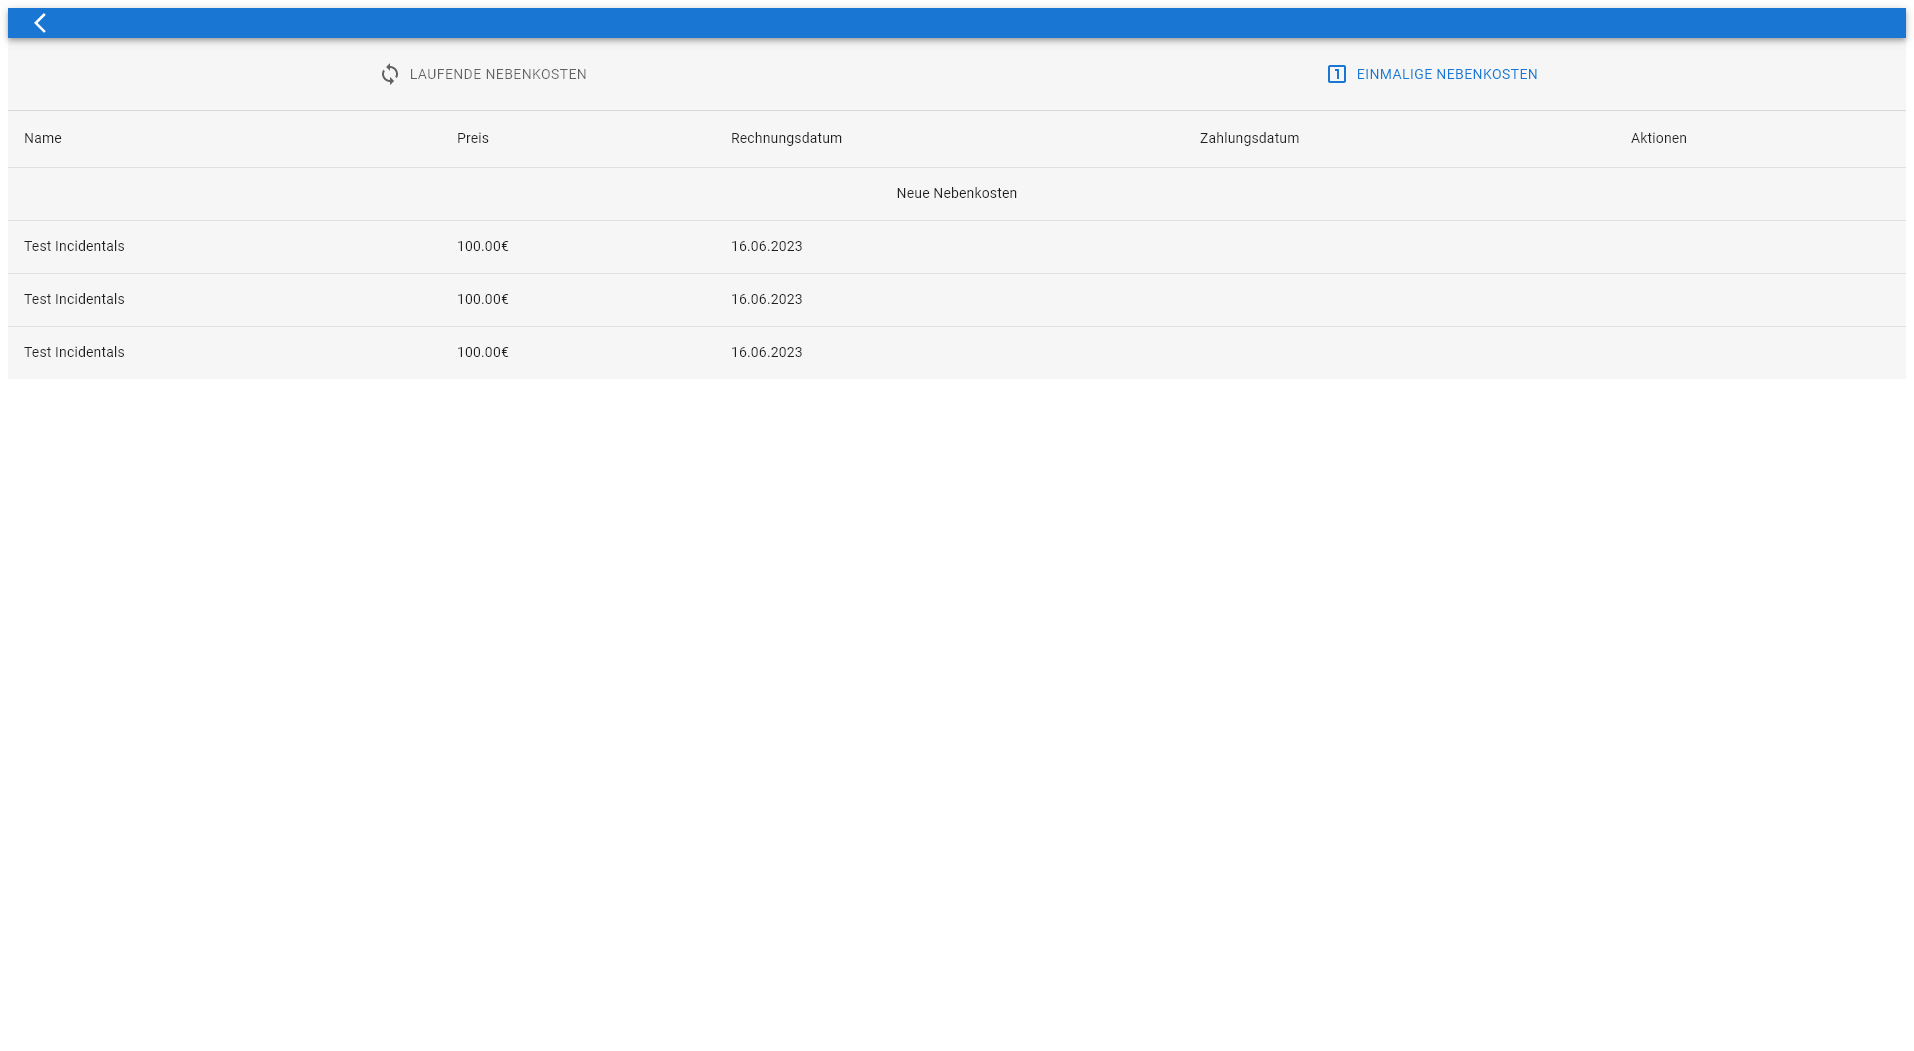 LAUFENDE NEBENKOSTEN
1 EINMALIGE NEBENKOSTEN
Name Preis Rechnungsdatum Zahlungsdatum Aktionen
Neue Nebenkosten
Test Incidentals 100.00€ 16.06.2023
Test Incidentals 100.00€ 16.06.2023
Test Incidentals 100.00€ 16.06.2023